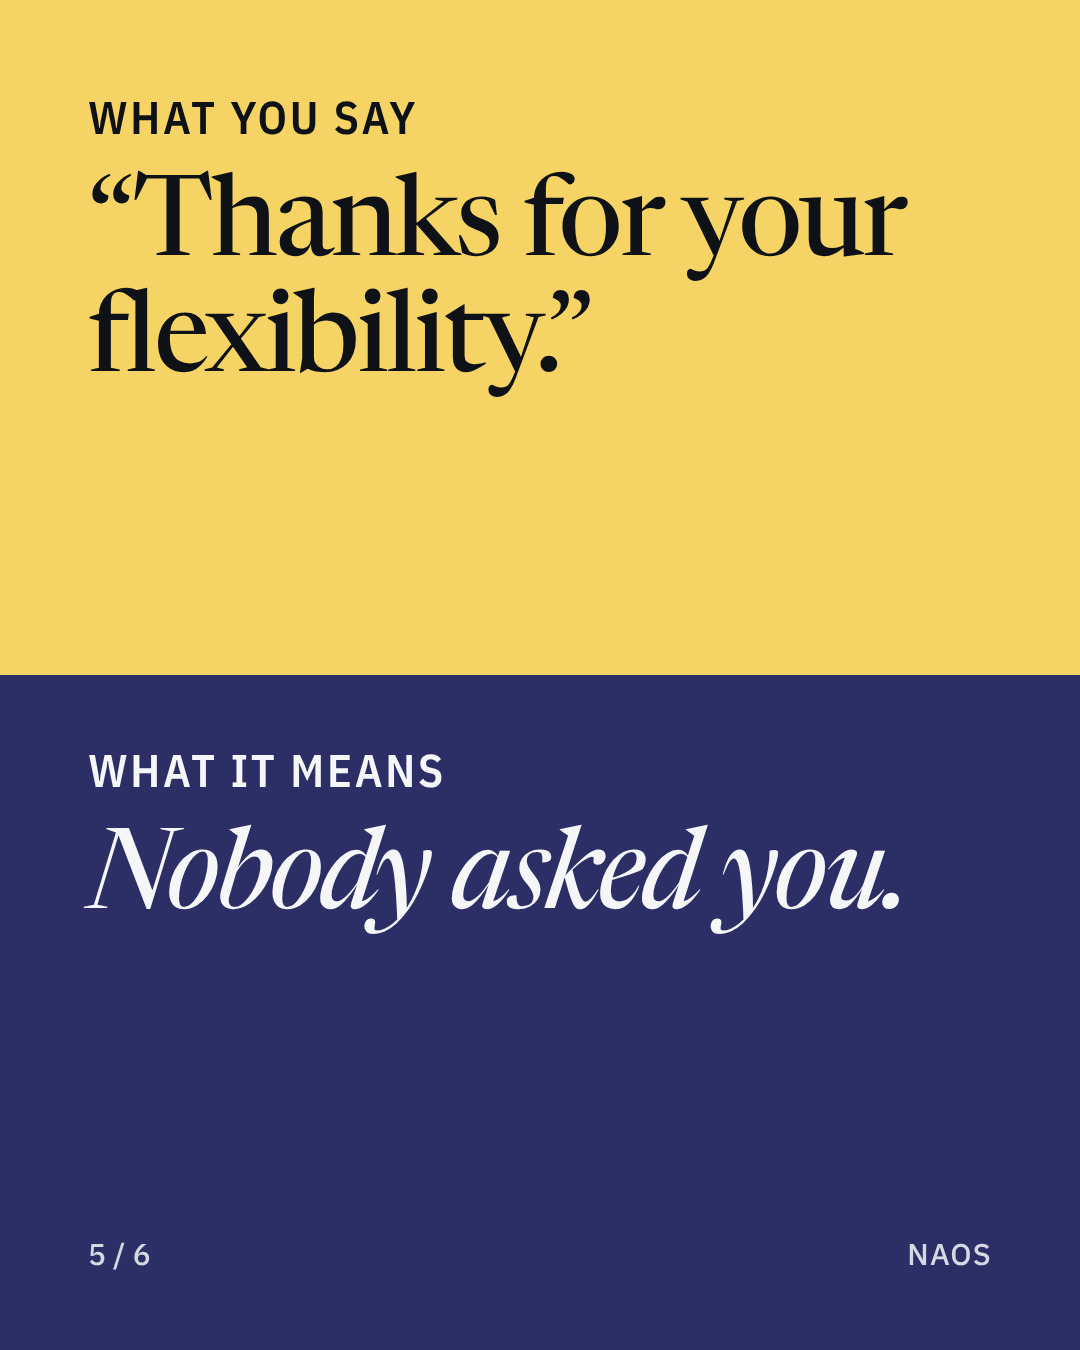 WHAT YOU SAY
“Thanks for your
flexibility.”
WHAT IT MEANS
Nobody asked you.
5 / 6
NAOS